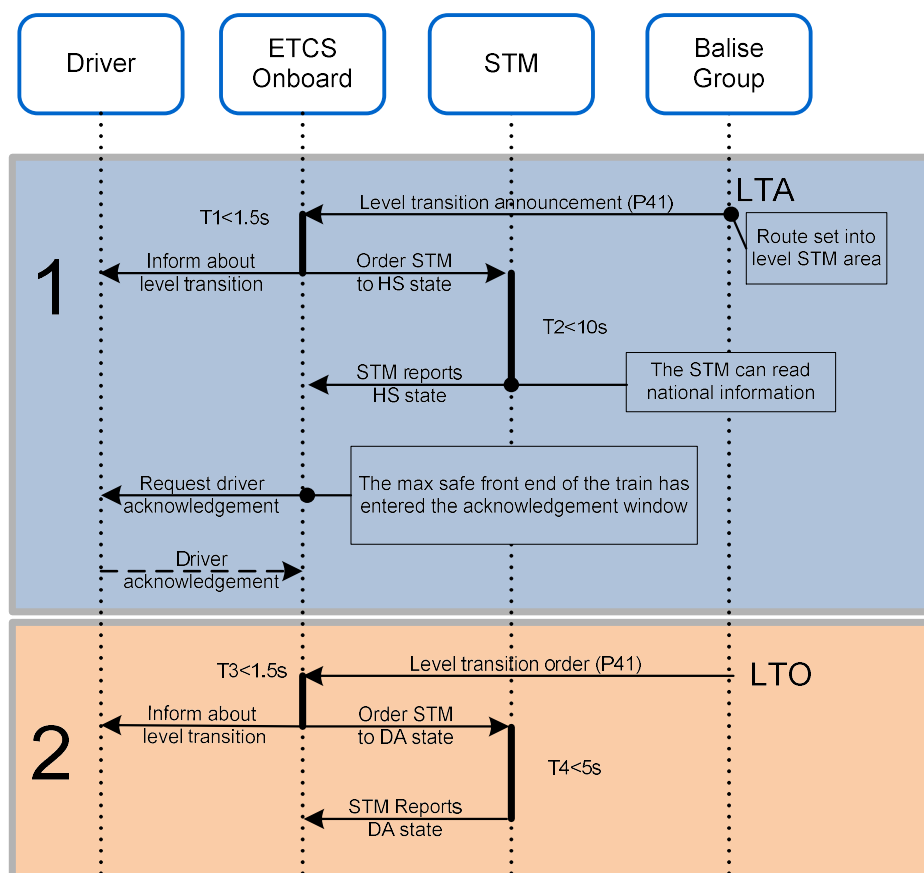 Driver
ETCS
Onboard
STM
Balise
Group
1
LTA
Level transition announcement (P41)
T1<1.5s
Route set into
level STM area
Inform about
level transition
Order STM
to HS state
T2<10s
STM reports
HS state
The STM can read
national information
Request driver
acknowledgement
The max safe front end of the train has
entered the acknowledgement window
Driver
acknowledgement
2
Level transition order (P41)
LTO
T3<1.5s
Inform about
level transition
Order STM
to DA state
T4<5s
STM Reports
DA state